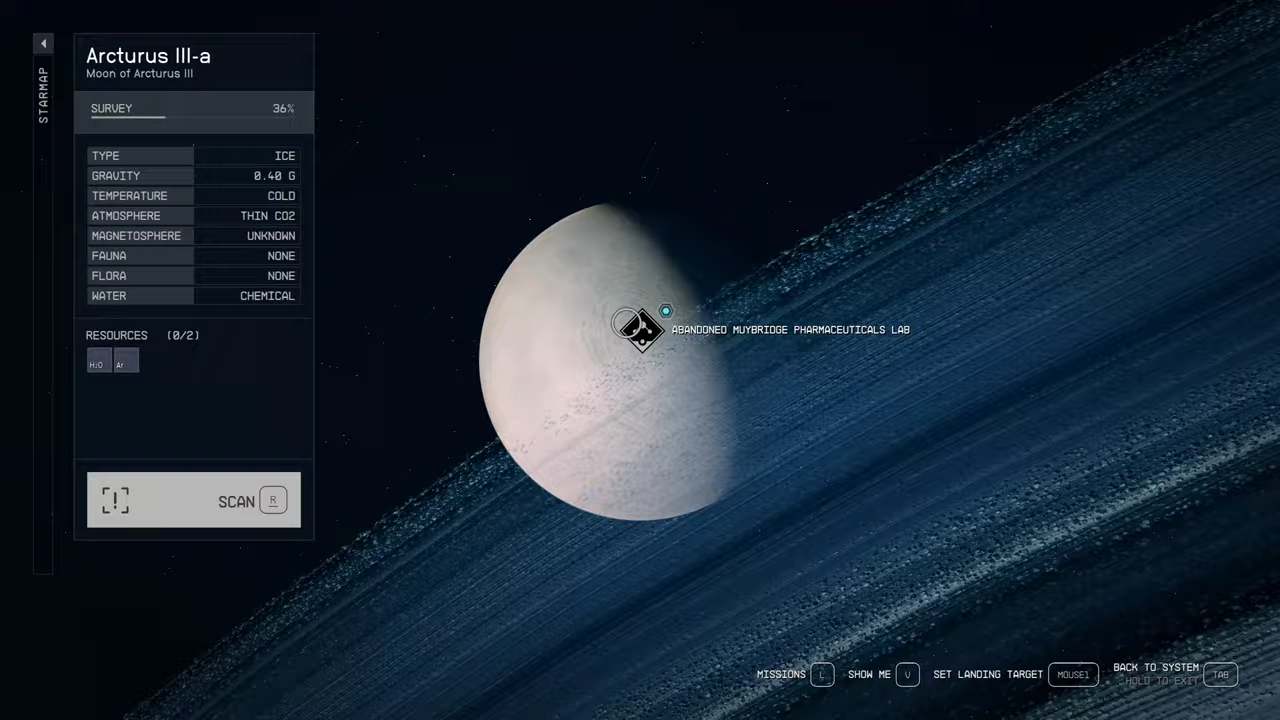 STARMAP
Arcturus III-a
Moon of Arcturus III
SURVEY 36%
TYPE ICE
GRAVITY 0.40 G
TEMPERATURE COLD
ATMOSPHERE THIN CO2
MAGNETOSPHERE UNKNOWN
FAUNA NONE
FLORA NONE
WATER CHEMICAL
RESOURCES (0/2)
H₂O Ar
SCAN R
ABANDONED MUYBRIDGE PHARMACEUTICALS LAB
MISSIONS L SHOW ME V SET LANDING TARGET MOUSE1 BACK TO SYSTEM TAB
HOLD TO EXIT